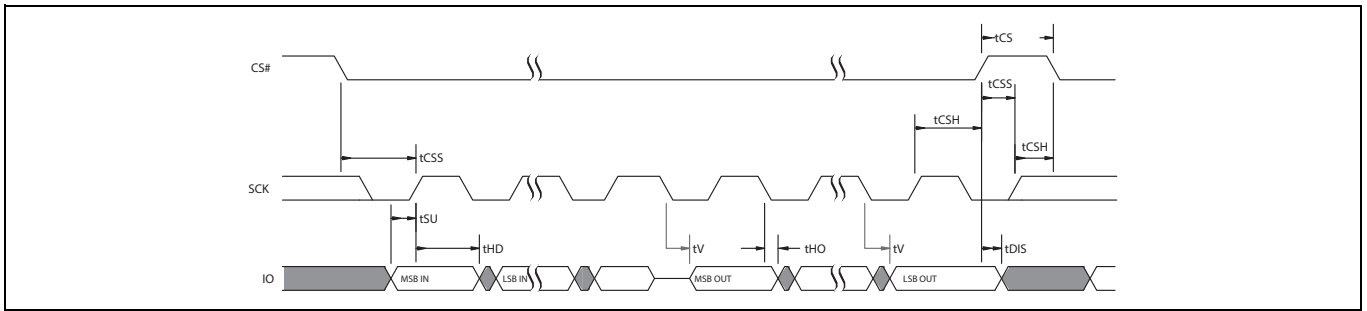 tCS
CS#
tCSS
tCSH
tCSH
tCSS
SCK
tSU
tHD
tV
tHO
tV
tDIS
IO
MSB IN
LSB IN
MSB OUT
LSB OUT